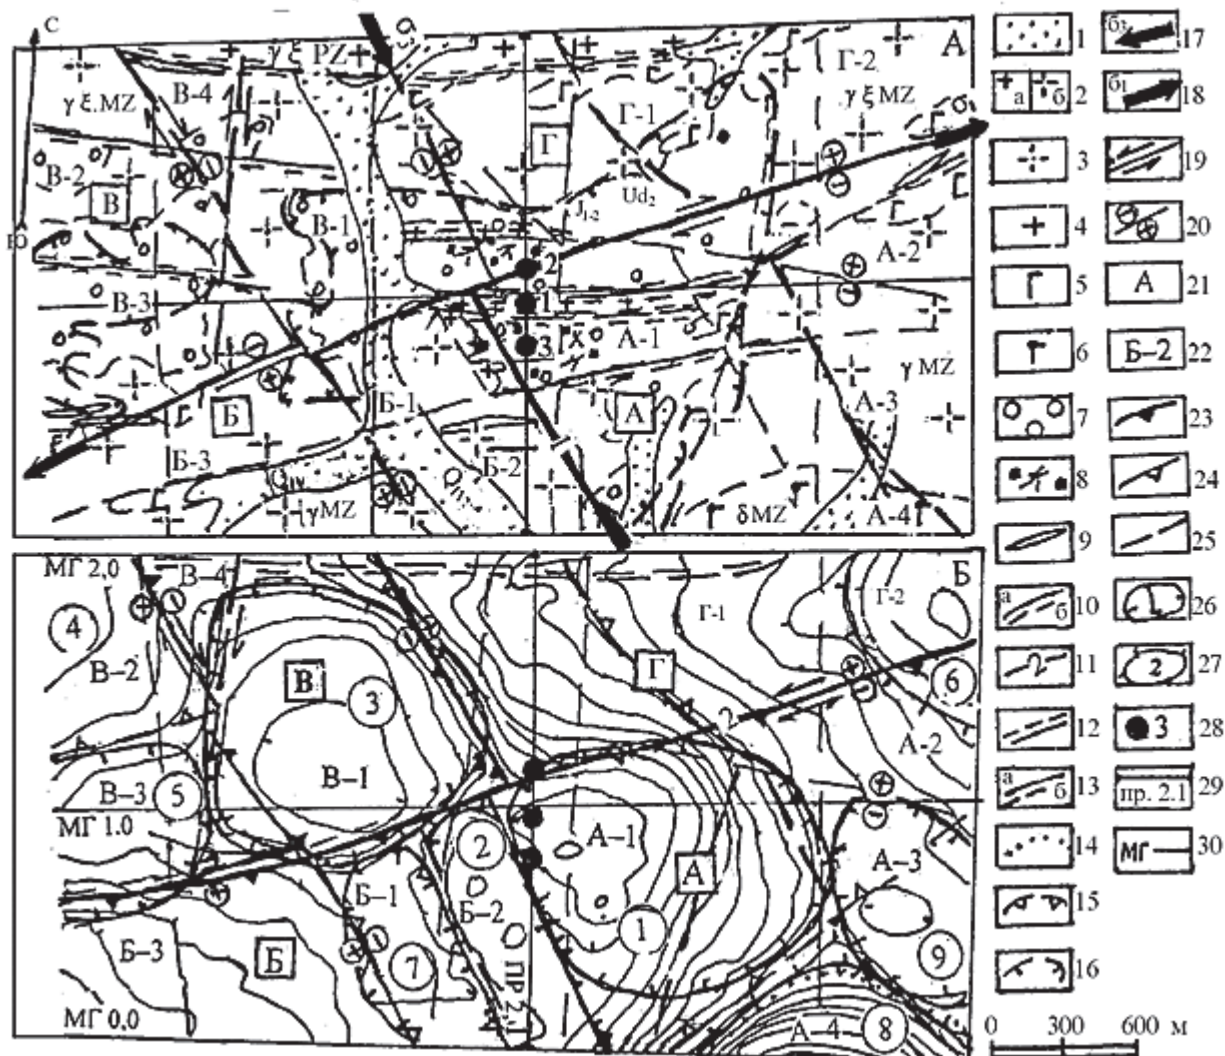 С
σ₂
А
γ ξ PZ
Г-2
γ ξ.MZ
В-4
γ ξMZ
Г-1
σ₁
Г
В-2
В
J₁₋₂
Ud₂
В-1
Ю
2
А-2
1
В-3
А-1
3
γ MZ
Б-1
А-3
Б
А
Б-3
Б-2
Q_IV
Q_III
γMZ
δMZ
А-4
МГ 2,0
В-4
Б
4
Г-1
Г-2
В-2
В
Г
3
6
?
В-1
А-2
В-3
5
МГ 1.0
2
А-1
А-3
А
Б-1
Б-2
1
Б-3
Б
7
9
ПР 2.1
МГ 0,0
А-4
8
1
б₃ 17
а б 2
б₁ 18
3
19
4
20
5
А 21
6
Б-2 22
7
23
8
24
9
25
а б 10
26
11
2 27
12
3 28
а б 13
пр. 2.1 29
14
МГ 30
15
16
0 300 600 м